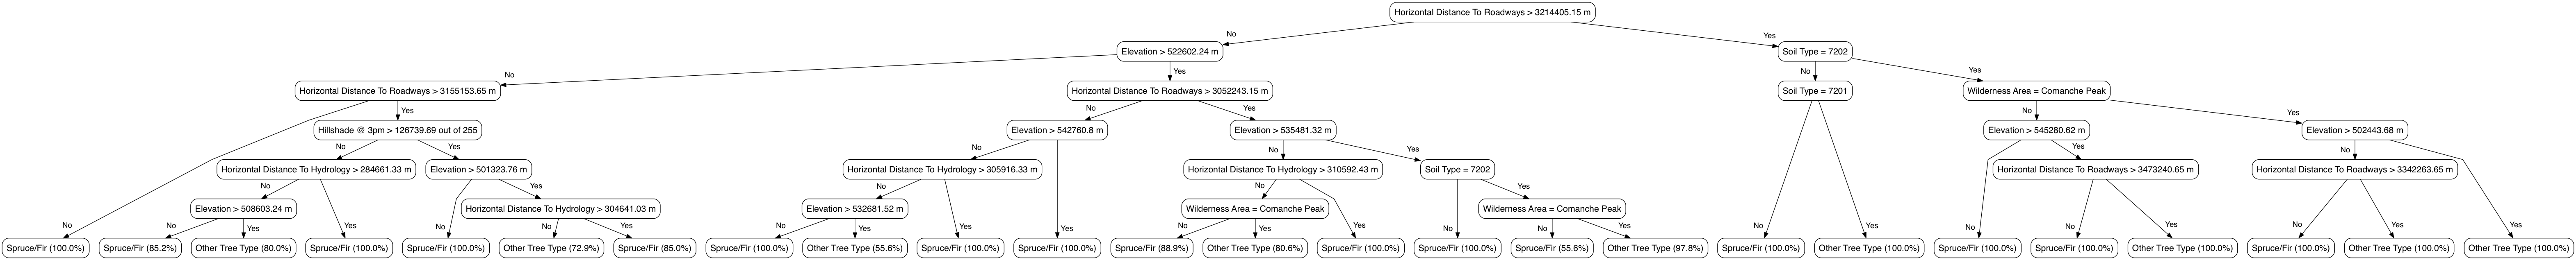 Horizontal Distance To Roadways > 3214405.15 m
No
Yes
Elevation > 522602.24 m
Soil Type = 7202
No
Yes
No
Yes
Horizontal Distance To Roadways > 3155153.65 m
Horizontal Distance To Roadways > 3052243.15 m
Soil Type = 7201
Wilderness Area = Comanche Peak
Yes
No
Yes
No
Yes
Hillshade @ 3pm > 126739.69 out of 255
Elevation > 542760.8 m
Elevation > 535481.32 m
Elevation > 545280.62 m
Elevation > 502443.68 m
No
Yes
No
No
Yes
Yes
No
Horizontal Distance To Hydrology > 284661.33 m
Elevation > 501323.76 m
Horizontal Distance To Hydrology > 305916.33 m
Horizontal Distance To Hydrology > 310592.43 m
Soil Type = 7202
Horizontal Distance To Roadways > 3473240.65 m
Horizontal Distance To Roadways > 3342263.65 m
No
Yes
No
No
Yes
Elevation > 508603.24 m
Horizontal Distance To Hydrology > 304641.03 m
Elevation > 532681.52 m
Wilderness Area = Comanche Peak
Wilderness Area = Comanche Peak
No
No
Yes
Yes
No
No
Yes
No
Yes
Yes
Yes
No
Yes
Yes
No
No
Yes
No
Yes
No
No
Yes
No
Yes
Yes
Spruce/Fir (100.0%)
Spruce/Fir (85.2%)
Other Tree Type (80.0%)
Spruce/Fir (100.0%)
Spruce/Fir (100.0%)
Other Tree Type (72.9%)
Spruce/Fir (85.0%)
Spruce/Fir (100.0%)
Other Tree Type (55.6%)
Spruce/Fir (100.0%)
Spruce/Fir (100.0%)
Spruce/Fir (88.9%)
Other Tree Type (80.6%)
Spruce/Fir (100.0%)
Spruce/Fir (100.0%)
Spruce/Fir (55.6%)
Other Tree Type (97.8%)
Spruce/Fir (100.0%)
Other Tree Type (100.0%)
Spruce/Fir (100.0%)
Spruce/Fir (100.0%)
Other Tree Type (100.0%)
Spruce/Fir (100.0%)
Other Tree Type (100.0%)
Other Tree Type (100.0%)